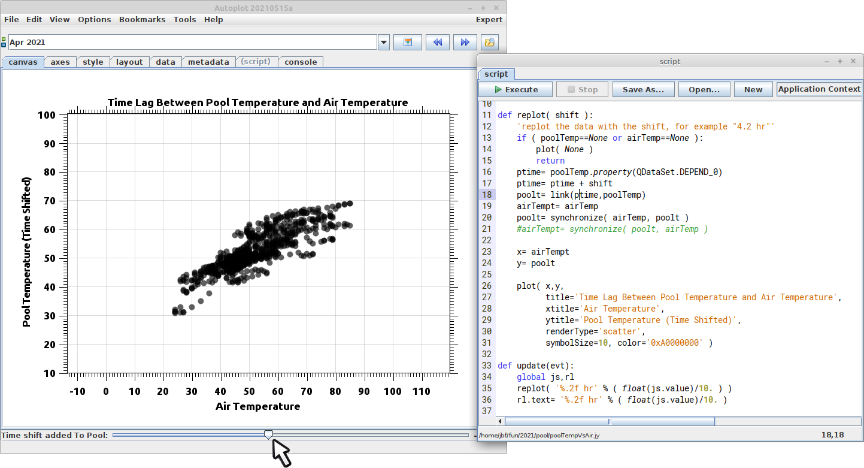 Autoplot 20210515a
File Edit View Options Bookmarks Tools Help Expert
Apr 2021
canvas axes style layout data metadata (script) console
Time Lag Between Pool Temperature and Air Temperature
100
90
80
70
60
50
40
30
20
10
Pool Temperature (Time Shifted)
-10 0 10 20 30 40 50 60 70 80 90 100 110
Air Temperature
Time shift added To Pool:
script
script
Execute Stop Save As... Open... New Application Context
10
11 def replot( shift ):
12 'replot the data with the shift, for example "4.2 hr"'
13 if ( poolTemp==None or airTemp==None ):
14 plot( None )
15 return
16 ptime= poolTemp.property(QDataSet.DEPEND_0)
17 ptime= ptime + shift
18 poolt= link(ptime,poolTemp)
19 airTempt= airTemp
20 poolt= synchronize( airTemp, poolt )
21 #airTempt= synchronize( poolt, airTemp )
22
23 x= airTempt
24 y= poolt
25
26 plot( x,y,
27 title='Time Lag Between Pool Temperature and Air Temperature',
28 xtitle='Air Temperature',
29 ytitle='Pool Temperature (Time Shifted)',
30 renderType='scatter',
31 symbolSize=10, color='0xA0000000' )
32
33 def update(evt):
34 global js,rl
35 replot( '%.2f hr' % ( float(js.value)/10. ) )
36 rl.text= '%.2f hr' % ( float(js.value)/10. )
37
/home/jbf/fun/2021/pool/poolTempVsAir.jy 18,18